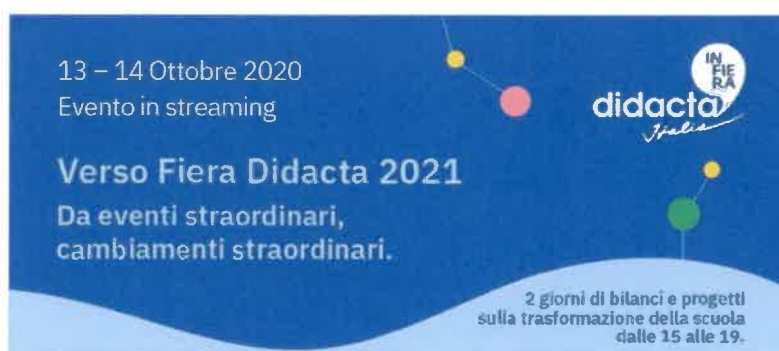 13 – 14 Ottobre 2020
Evento in streaming
IN
FIE
RA
didacta
Italia
Verso Fiera Didacta 2021
Da eventi straordinari,
cambiamenti straordinari.
2 giorni di bilanci e progetti
sulla trasformazione della scuola
dalle 15 alle 19.